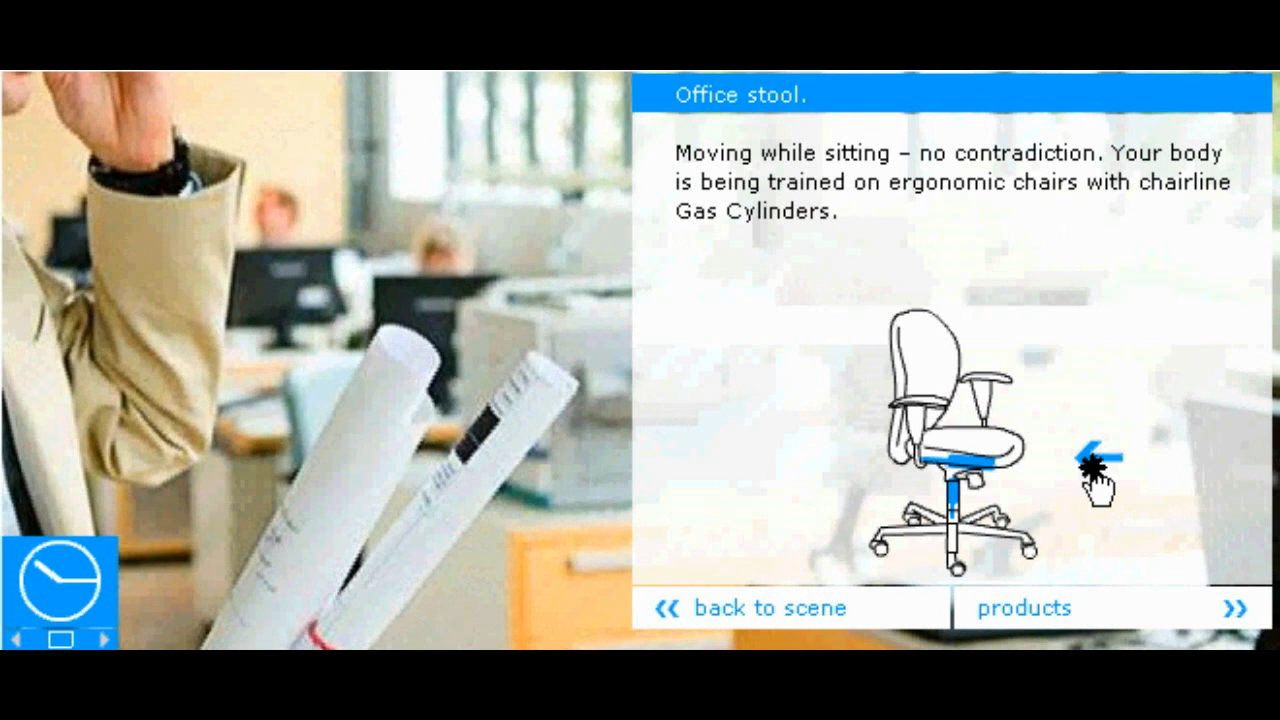 Office stool.
Moving while sitting – no contradiction. Your body
is being trained on ergonomic chairs with chairline
Gas Cylinders.
« back to scene
products »